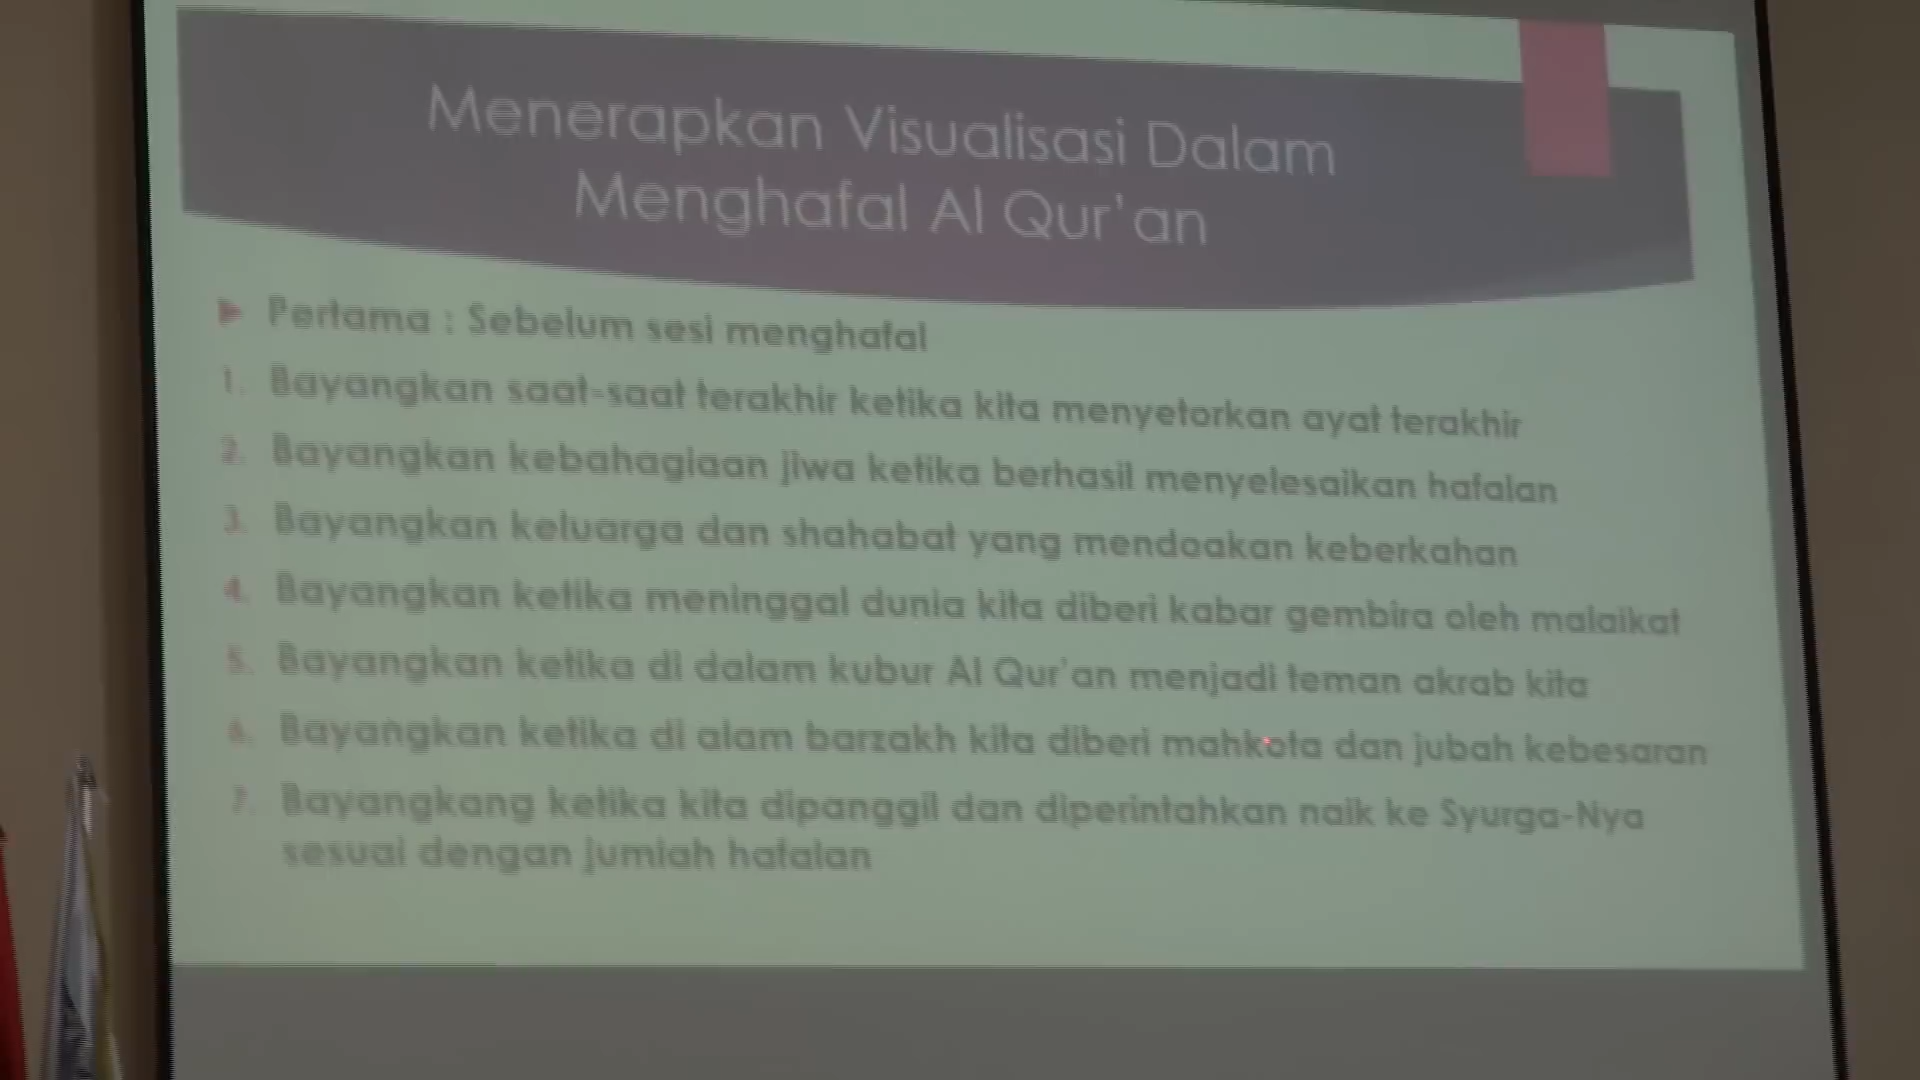 Menerapkan Visualisasi Dalam
Menghafal Al Qur'an
Pertama : Sebelum sesi menghafal
1. Bayangkan saat-saat terakhir ketika kita menyetorkan ayat terakhir
2. Bayangkan kebahagiaan jiwa ketika berhasil menyelesaikan hafalan
3. Bayangkan keluarga dan shahabat yang mendoakan keberkahan
4. Bayangkan ketika meninggal dunia kita diberi kabar gembira oleh malaikat
5. Bayangkan ketika di dalam kubur Al Qur'an menjadi teman akrab kita
6. Bayangkan ketika di alam barzakh kita diberi mahkota dan jubah kebesaran
7. Bayangkang ketika kita dipanggil dan diperintahkan naik ke Syurga-Nya
sesuai dengan jumlah hafalan